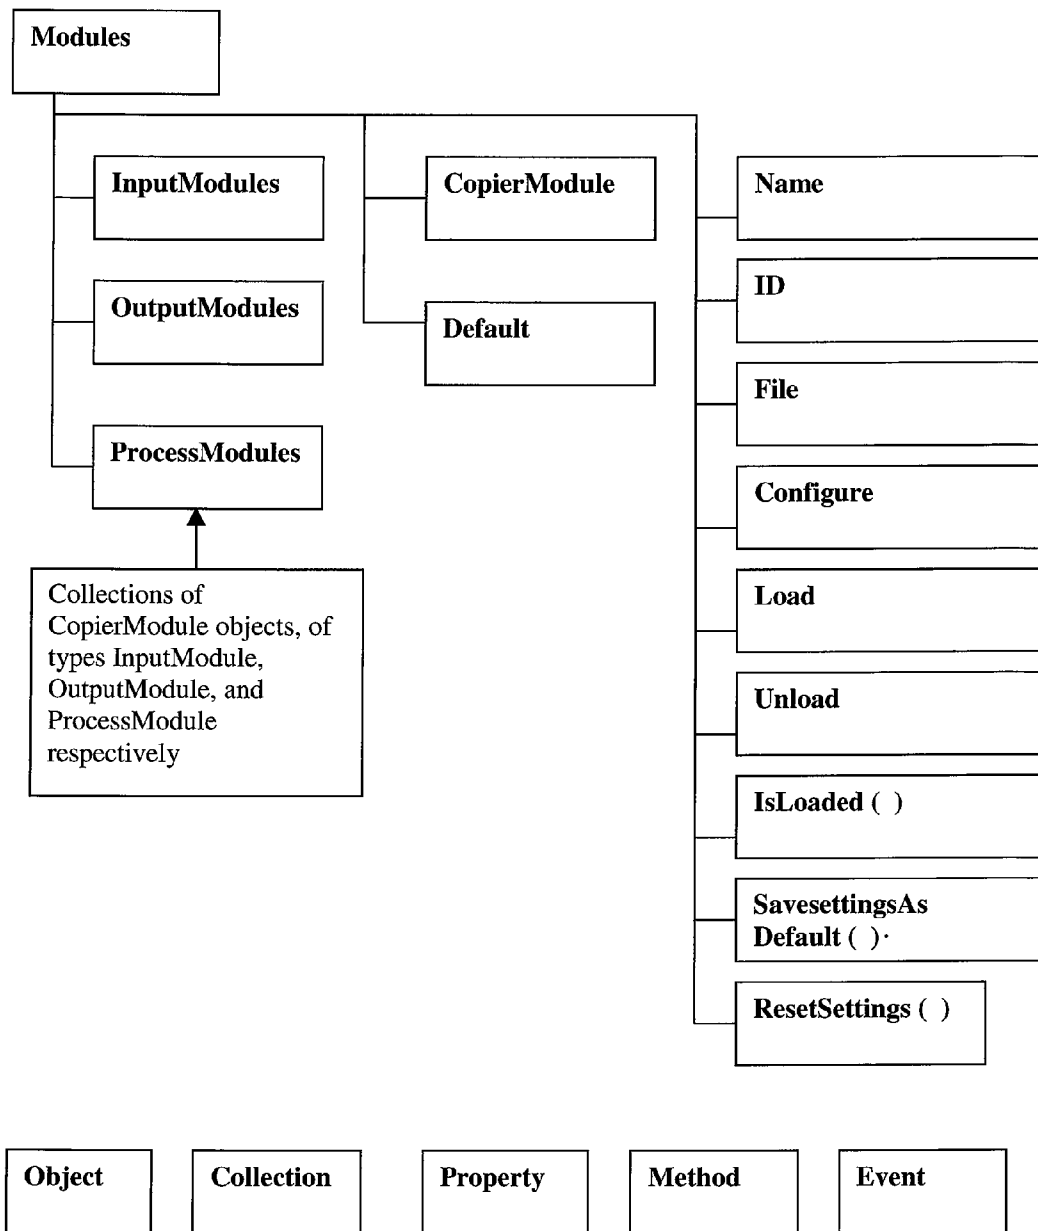 Modules
InputModules
OutputModules
ProcessModules
Collections of
CopierModule objects, of
types InputModule,
OutputModule, and
ProcessModule
respectively
CopierModule
Default
Name
ID
File
Configure
Load
Unload
IsLoaded ( )
SavesettingsAs
Default ( )
ResetSettings ( )
Object
Collection
Property
Method
Event